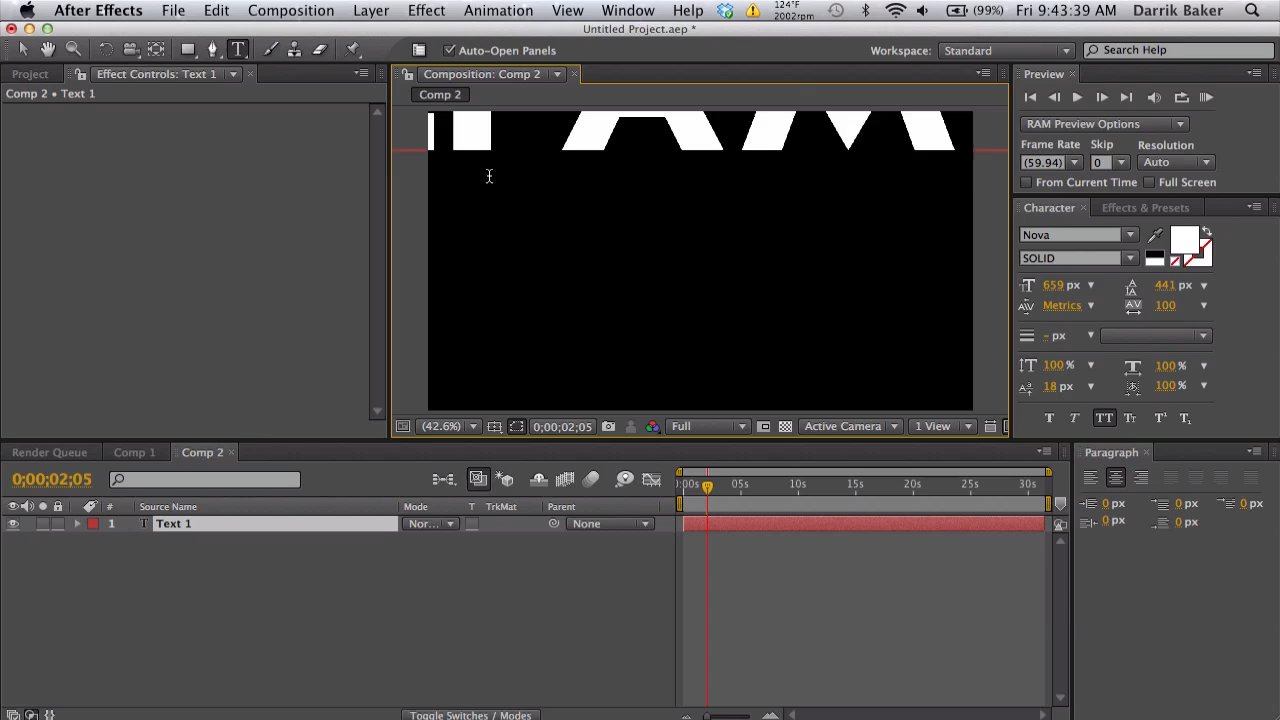 After Effects File Edit Composition Layer Effect Animation View Window Help 124°F 2002rpm (99%) Fri 9:43:39 AM Darrik Baker
Untitled Project.aep *
T Auto-Open Panels Workspace: Standard Search Help
Project Effect Controls: Text 1 Composition: Comp 2 Preview
Comp 2 • Text 1 Comp 2
I AM
RAM Preview Options
Frame Rate Skip Resolution
(59.94) 0 Auto
From Current Time Full Screen
Character Effects & Presets
Nova
SOLID
659 px 441 px
Metrics 100
- px
100 % 100 %
18 px 100 %
T T TT Tr T¹ T₁
(42.6%) 0;00;02;05 Full Active Camera 1 View
Render Queue Comp 1 Comp 2 Paragraph
0;00;02;05 :00s 05s 10s 15s 20s 25s 30s
# Source Name Mode T TrkMat Parent
1 T Text 1 Nor... None
0 px 0 px 0 px
0 px 0 px
Toggle Switches / Modes